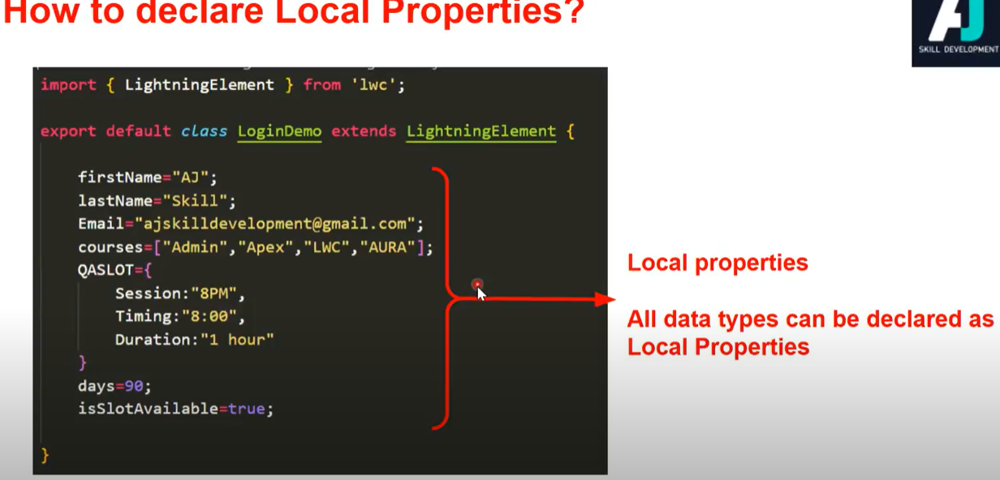 How to declare Local Properties?
AJ
SKILL DEVELOPMENT
import { LightningElement } from 'lwc';
export default class LoginDemo extends LightningElement {
firstName="AJ";
lastName="Skill";
Email="ajskilldevelopment@gmail.com";
courses=["Admin","Apex","LWC","AURA"];
QASLOT={
Session:"8PM",
Timing:"8:00",
Duration:"1 hour"
}
days=90;
isSlotAvailable=true;
}
Local properties
All data types can be declared as
Local Properties